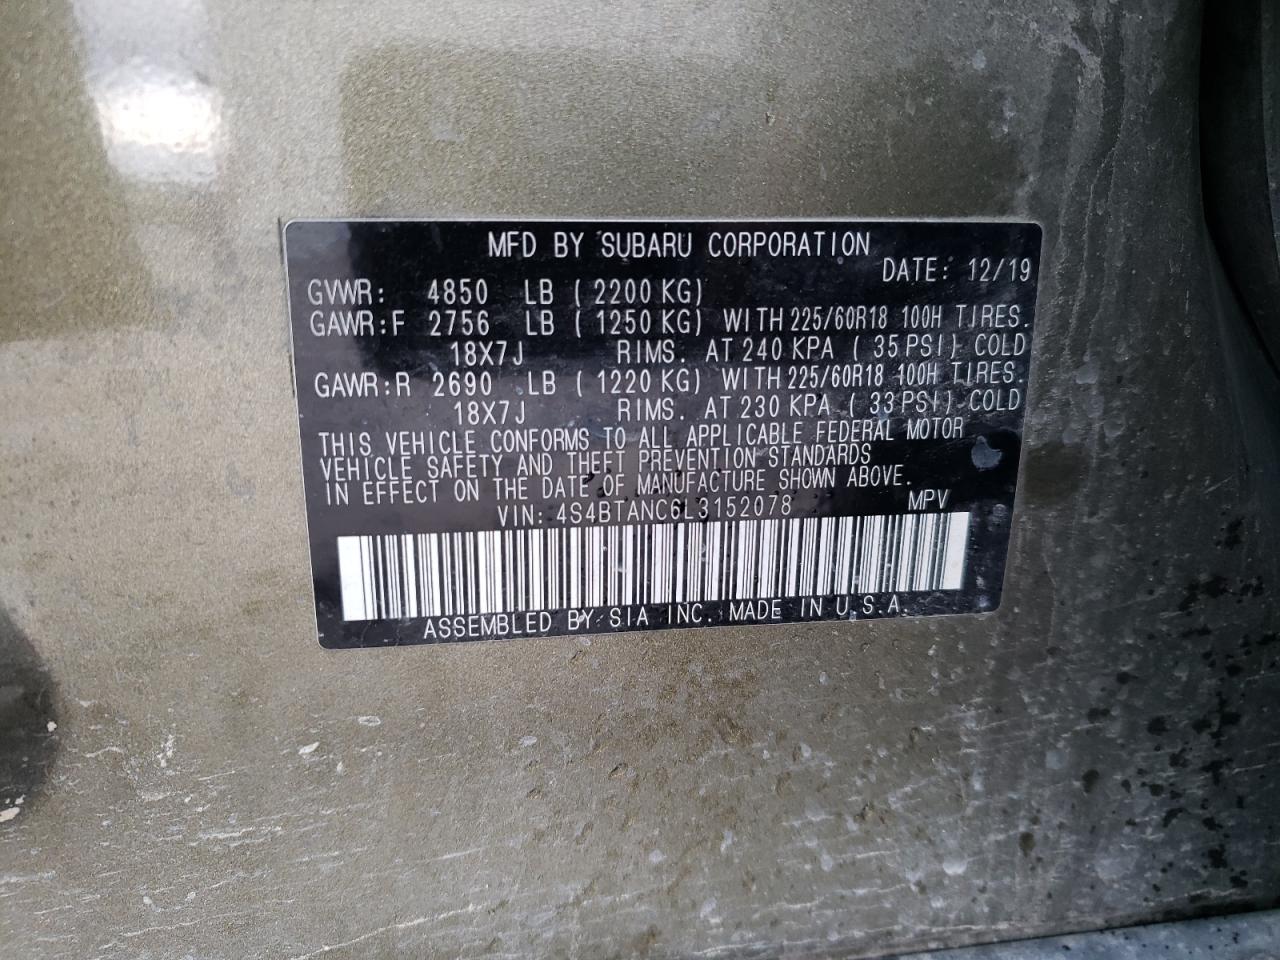 MFD BY SUBARU CORPORATION
DATE: 12/19
GVWR: 4850 LB ( 2200 KG)
GAWR:F 2756 LB ( 1250 KG) WITH 225/60R18 100H TIRES.
18X7J RIMS. AT 240 KPA ( 35 PSI) COLD
GAWR:R 2690 LB ( 1220 KG) WITH 225/60R18 100H TIRES.
18X7J RIMS. AT 230 KPA ( 33 PSI) COLD
THIS VEHICLE CONFORMS TO ALL APPLICABLE FEDERAL MOTOR
VEHICLE SAFETY AND THEFT PREVENTION STANDARDS
IN EFFECT ON THE DATE OF MANUFACTURE SHOWN ABOVE.
VIN: 4S4BTANC6L3152078 MPV
ASSEMBLED BY SIA INC. MADE IN U.S.A.